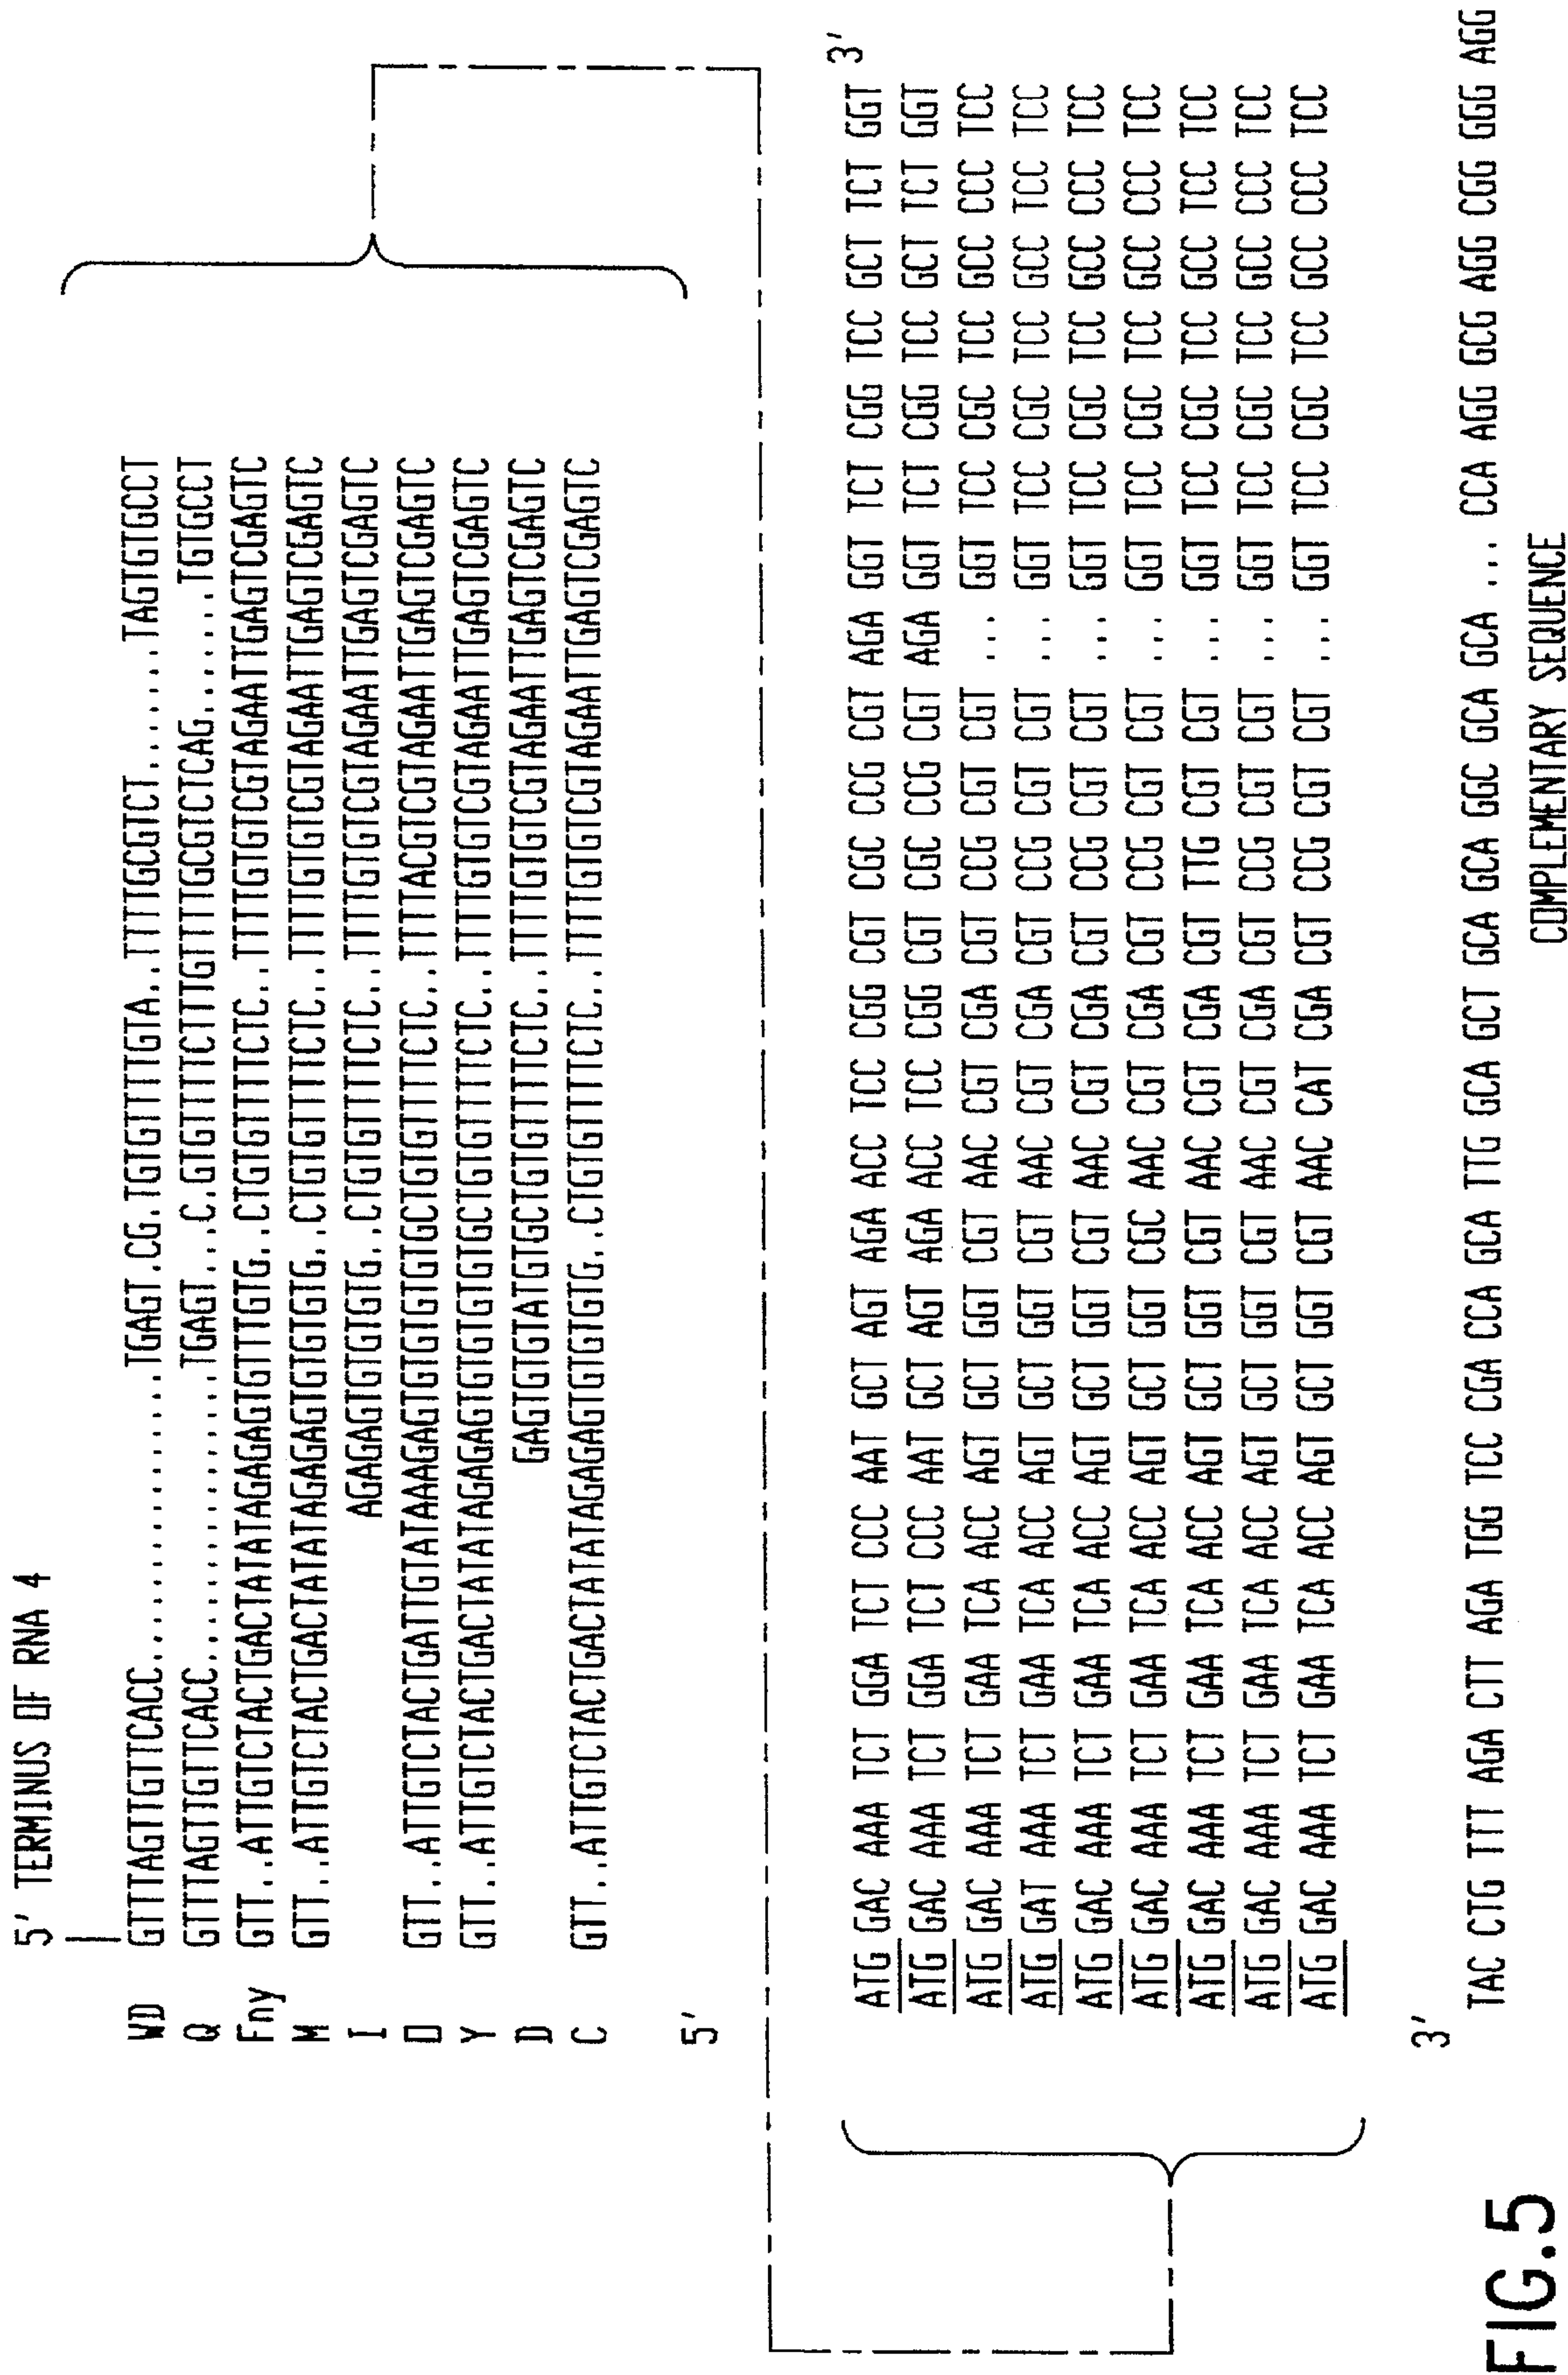 5' TERMINUS OF RNA 4
WD GTTTAGTTGTTCACC................TGAGT.CG.TGTGTTTTGTA..TTTTGCGTCT.......TAGTGTGCCT
Q GTTTAGTTGTTCACC................TGAGT...C.GTGTTTTCTTGTTTTGCGTCTCAG.......TGTGCCT
Fny GTT..ATTGTCTACTGACTATATAGAGAGTGTTTGTG..CTGTGTTTTCTC..TTTTGTGTCGTAGAATTGAGTCGAGTC
M GTT..ATTGTCTACTGACTATATAGAGAGTGTGTGTG..CTGTGTTTTCTC..TTTTGTGTCGTAGAATTGAGTCGAGTC
I AGAGAGTGTGTGTG..CTGTGTTTTCTC..TTTTGTGTCGTAGAATTGAGTCGAGTC
O GTT..ATTGTCTACTGATTGTATAAAGAGTGTGTGTGTGCTGTGTTTTCTC..TTTTACGTCGTAGAATTGAGTCGAGTC
Y GTT..ATTGTCTACTGACTATATAGAGAGTGTGTGTGTGCTGTGTTTTCTC..TTTTGTGTCGTAGAATTGAGTCGAGTC
D GAGTGTGTATGTGCTGTGTTTTCTC..TTTTGTGTCGTAGAATTGAGTCGAGTC
C GTT..ATTGTCTACTGACTATATAGAGAGTGTGTGTG..CTGTGTTTTCTC..TTTTGTGTCGTAGAATTGAGTCGAGTC
5'
3'
ATG GAC AAA TCT GGA TCT CCC AAT GCT AGT AGA ACC TCC CGG CGT CGC CCG CGT AGA GGT TCT CGG TCC GCT TCT GGT
ATG GAC AAA TCT GGA TCT CCC AAT GCT AGT AGA ACC TCC CGG CGT CGC CCG CGT AGA GGT TCT CGG TCC GCT TCT GGT
ATG GAC AAA TCT GAA TCA ACC AGT GCT GGT CGT AAC CGT CGA CGT CCG CGT CGT ... GGT TCC CGC TCC GCC CCC TCC
ATG GAT AAA TCT GAA TCA ACC AGT GCT GGT CGT AAC CGT CGA CGT CCG CGT CGT ... GGT TCC CGC TCC GCC TCC TCC
ATG GAC AAA TCT GAA TCA ACC AGT GCT GGT CGT AAC CGT CGA CGT CCG CGT CGT ... GGT TCC CGC TCC GCC CCC TCC
ATG GAC AAA TCT GAA TCA ACC AGT GCT GGT CGC AAC CGT CGA CGT CCG CGT CGT ... GGT TCC CGC TCC GCC CCC TCC
ATG GAC AAA TCT GAA TCA ACC AGT GCT GGT CGT AAC CGT CGA CGT TTG CGT CGT ... GGT TCC CGC TCC GCC TCC TCC
ATG GAC AAA TCT GAA TCA ACC AGT GCT GGT CGT AAC CGT CGA CGT CCG CGT CGT ... GGT TCC CGC TCC GCC CCC TCC
ATG GAC AAA TCT GAA TCA ACC AGT GCT GGT CGT AAC CAT CGA CGT CCG CGT CGT ... GGT TCC CGC TCC GCC CCC TCC
3'
TAC CTG TTT AGA CTT AGA TGG TCC CGA CCA GCA TTG GCA GCT GCA GCA GGC GCA GCA ... CCA AGG GCG AGG CGG GGG AGG
COMPLEMENTARY SEQUENCE
FIG.5